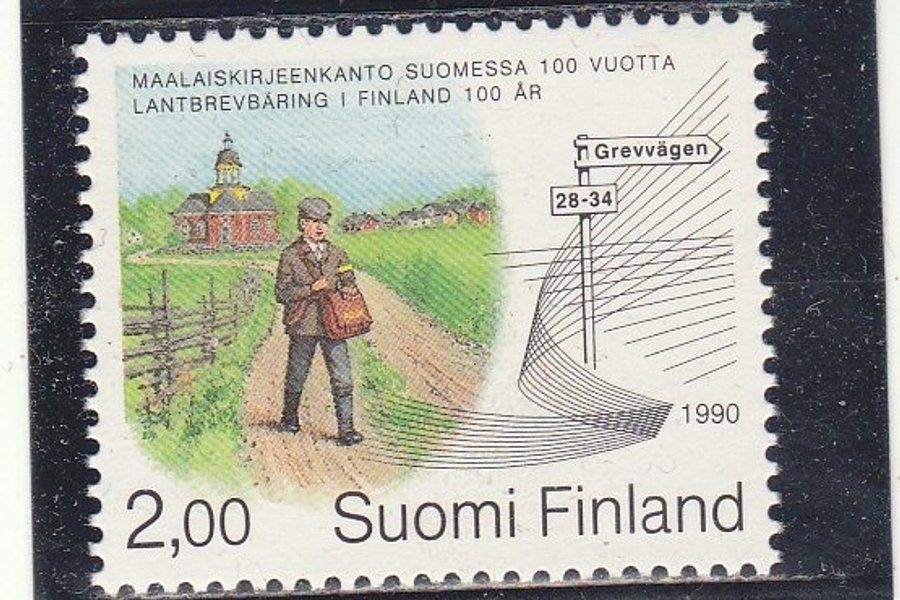 MAALAISKIRJEENKANTO SUOMESSA 100 VUOTTA
LANTBREVBÄRING I FINLAND 100 ÅR
Grevvägen
28-34
1990
2,00 Suomi Finland